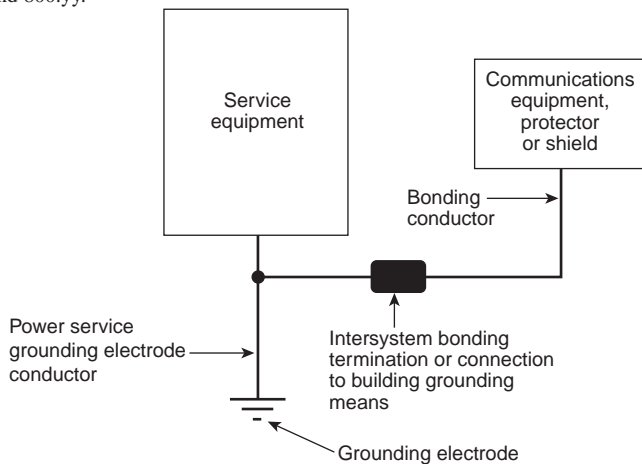 Service
equipment
Communications
equipment,
protector
or shield
Bonding
conductor
Power service
grounding electrode
conductor
Intersystem bonding
termination or connection
to building grounding
means
Grounding electrode